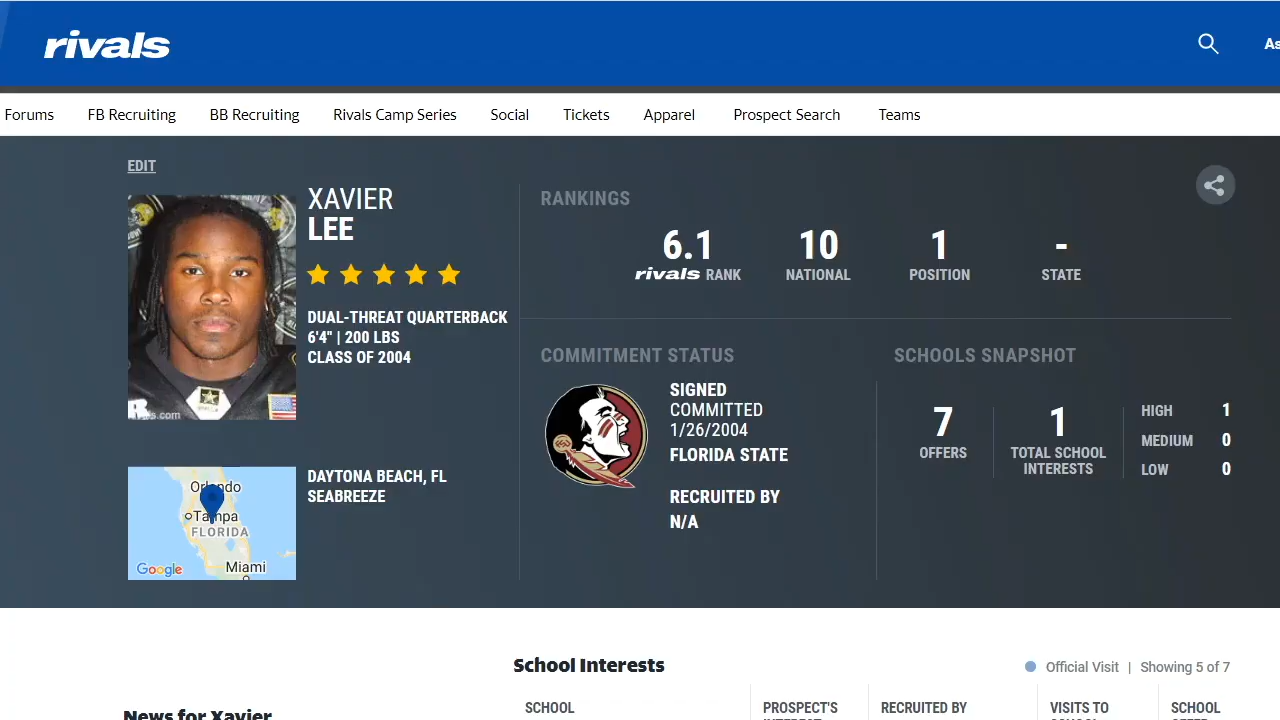 rivals
As
Forums FB Recruiting BB Recruiting Rivals Camp Series Social Tickets Apparel Prospect Search Teams
EDIT
XAVIER
LEE
DUAL-THREAT QUARTERBACK
6'4" | 200 LBS
CLASS OF 2004
DAYTONA BEACH, FL
SEABREEZE
Orlando
Tampa
FLORIDA
Miami
Google
RANKINGS
6.1 10 1 -
rivals RANK NATIONAL POSITION STATE
COMMITMENT STATUS
SIGNED
COMMITTED
1/26/2004
FLORIDA STATE
RECRUITED BY
N/A
SCHOOLS SNAPSHOT
7 1
OFFERS TOTAL SCHOOL
INTERESTS
HIGH 1
MEDIUM 0
LOW 0
School Interests
Official Visit | Showing 5 of 7
SCHOOL PROSPECT'S RECRUITED BY VISITS TO SCHOOL
News for Xavier